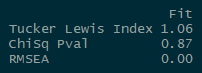 Fit
Tucker Lewis Index 1.06
Chisq Pval 0.87
RMSEA 0.00